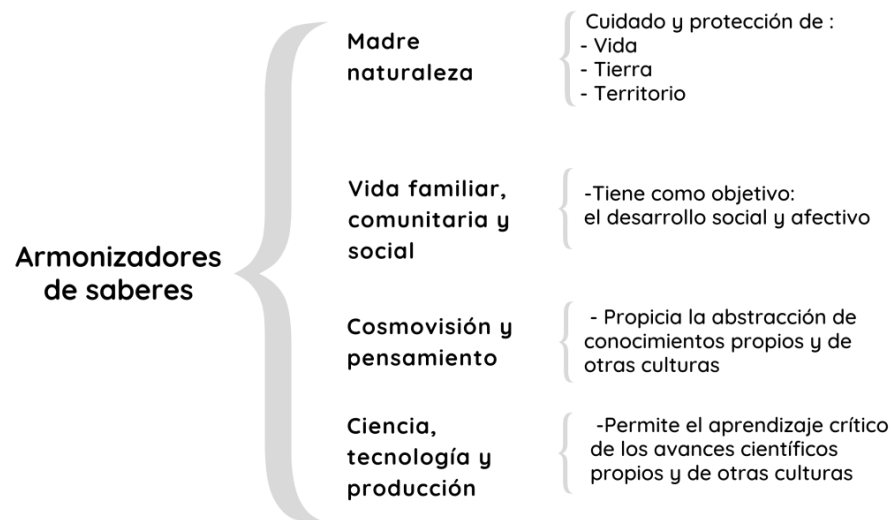 Armonizadores
de saberes
Madre
naturaleza
Cuidado y protección de :
- Vida
- Tierra
- Territorio
Vida familiar,
comunitaria y
social
-Tiene como objetivo:
el desarrollo social y afectivo
Cosmovisión y
pensamiento
- Propicia la abstracción de
conocimientos propios y de
otras culturas
Ciencia,
tecnología y
producción
-Permite el aprendizaje crítico
de los avances científicos
propios y de otras culturas